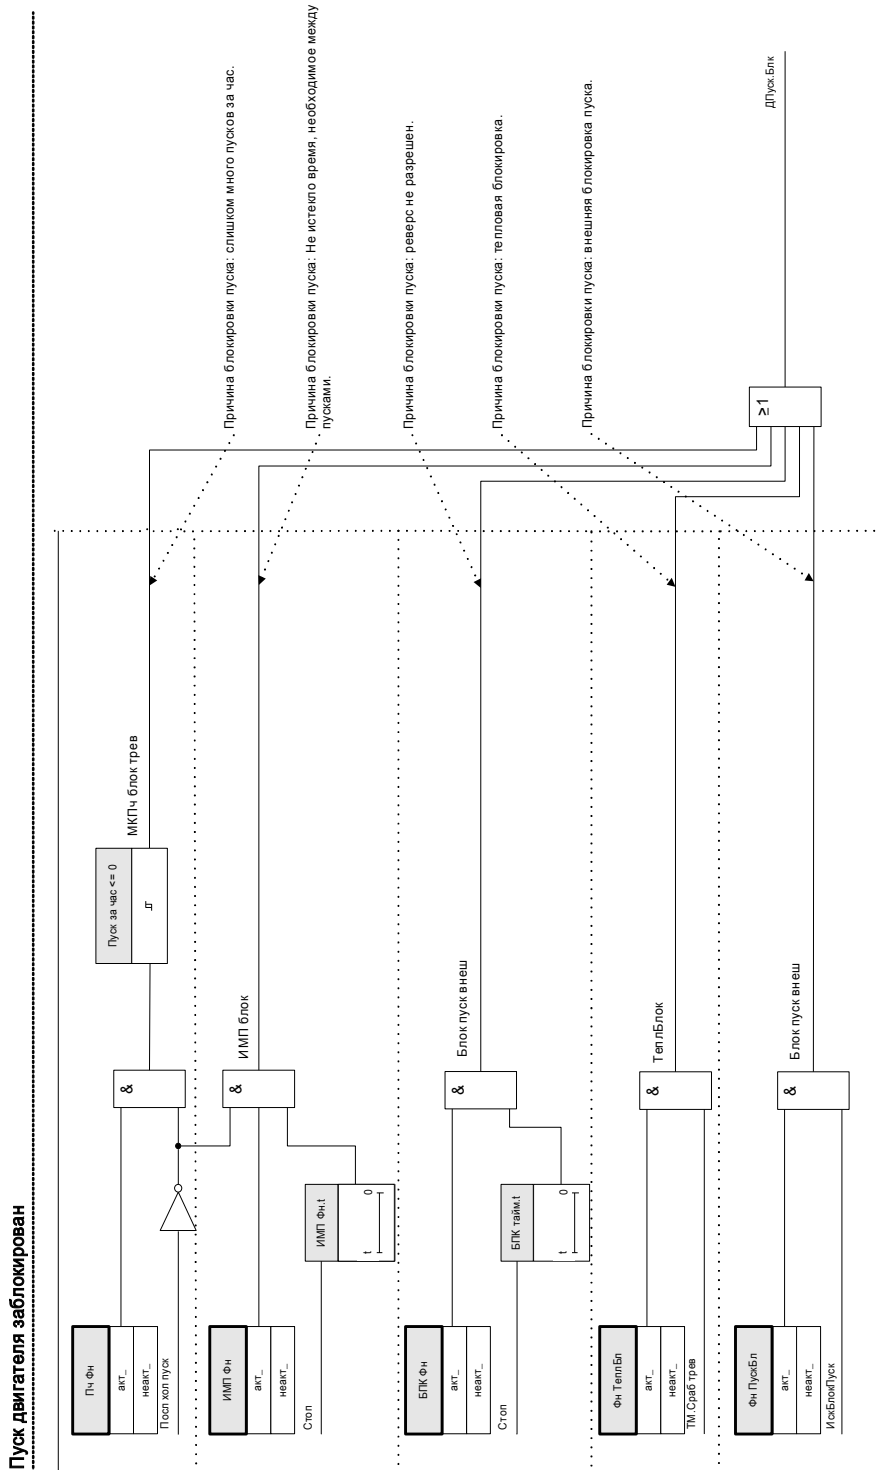 Пуск двигателя заблокирован
Пч Фн
акт_
неакт_
Посл хол пуск
&
Пуск за час <= 0
МКПч блок трев
Причина блокировки пуска: слишком много пусков за час.
ИМП Фн
акт_
неакт_
Стоп
ИМП Фн.t
t
0
&
ИМП блок
Причина блокировки пуска: Не истекло время, необходимое между
пусками.
БПК Фн
акт_
неакт_
Стоп
БПК тайм.t
t
0
&
Блок пуск внеш
Причина блокировки пуска: реверс не разрешен.
Фн ТеплБл
акт_
неакт_
ТМ.Сраб трев
&
ТеплБлок
Причина блокировки пуска: тепловая блокировка.
Фн ПускБл
акт_
неакт_
ИскБлокПуск
&
Блок пуск внеш
Причина блокировки пуска: внешняя блокировка пуска.
≥1
ДПуск.Блк